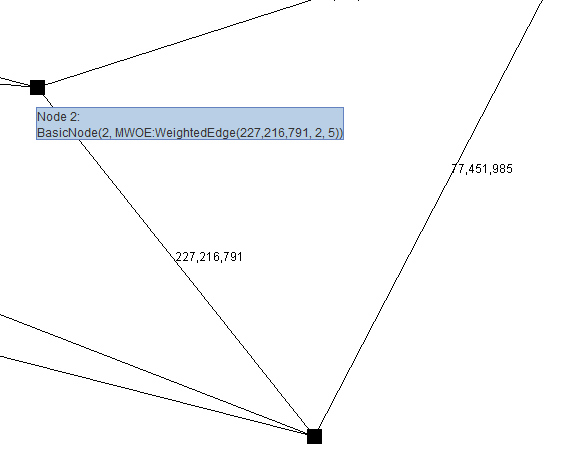 Node 2:
BasicNode(2, MWOE:WeightedEdge(227,216,791, 2, 5))
77,451,985
227,216,791